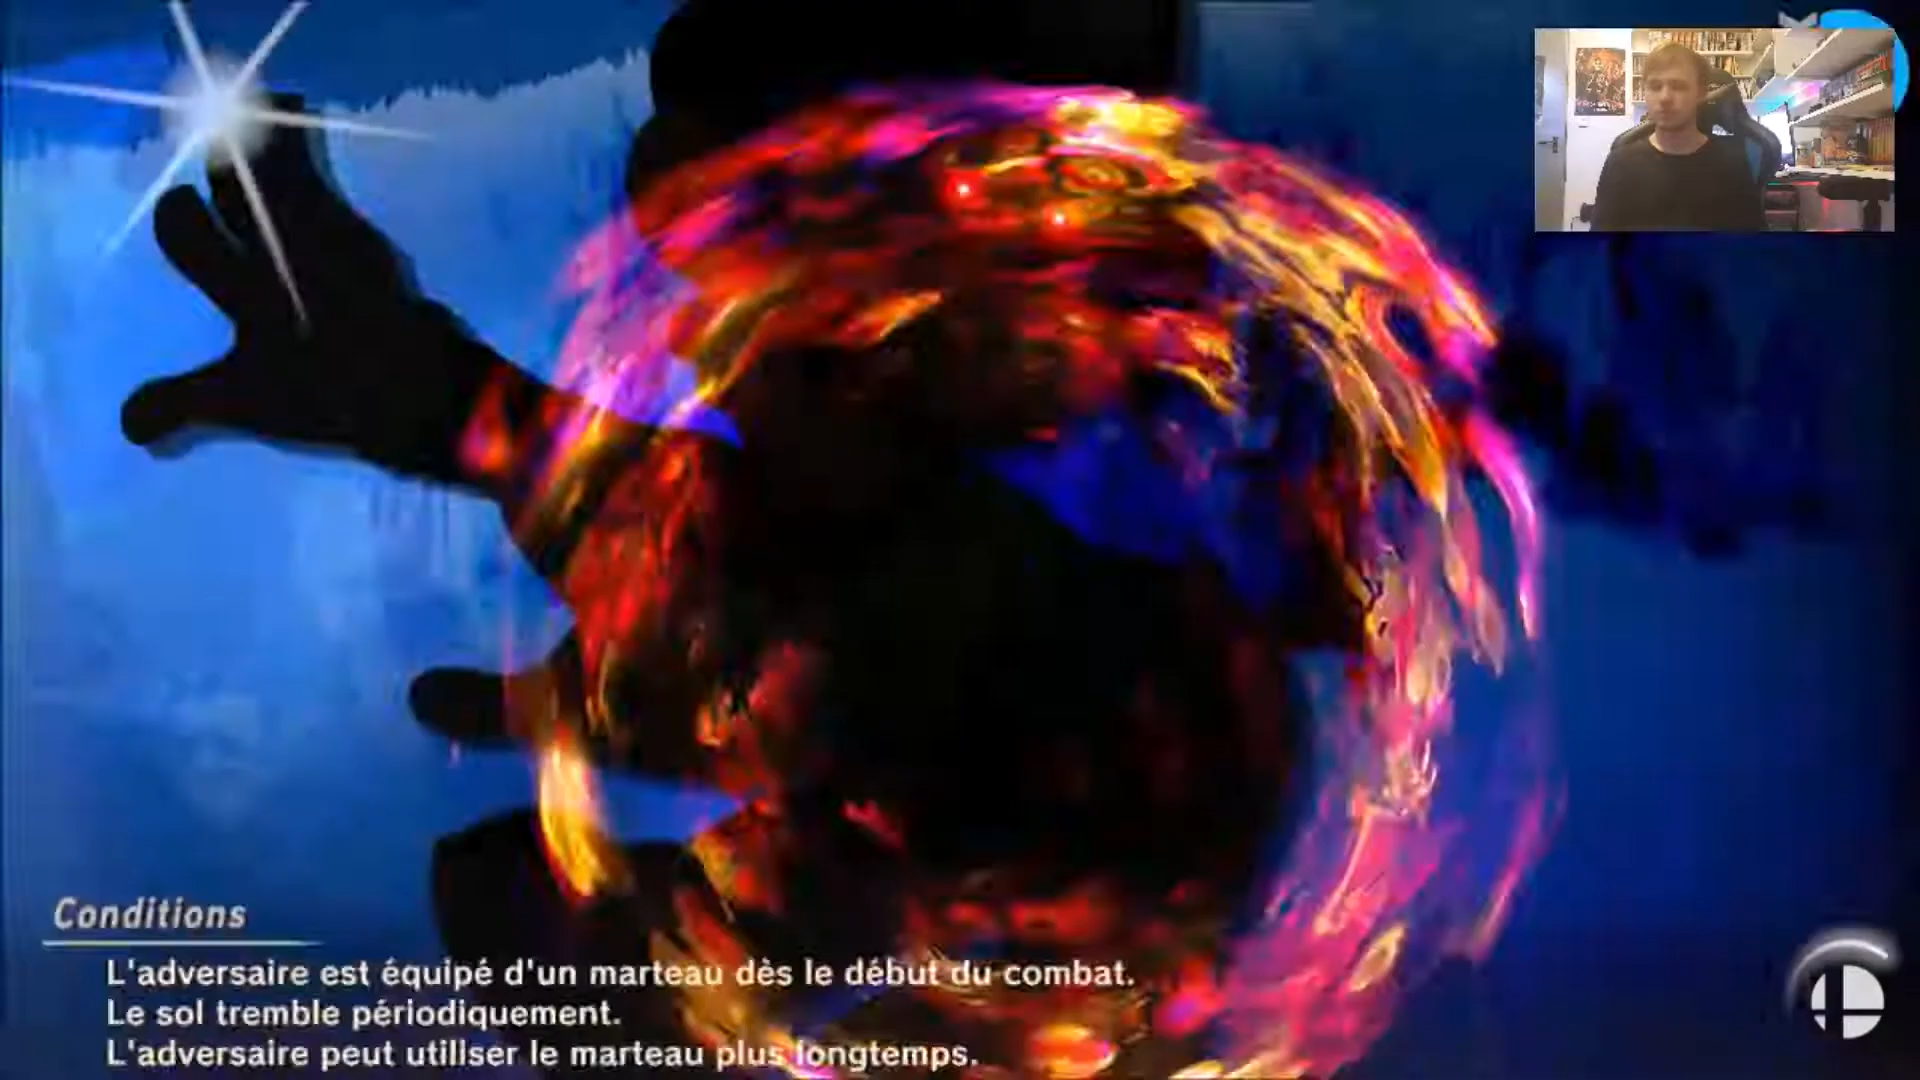 Conditions
L'adversaire est équipé d'un marteau dès le début du combat.
Le sol tremble périodiquement.
L'adversaire peut utiliser le marteau plus longtemps.